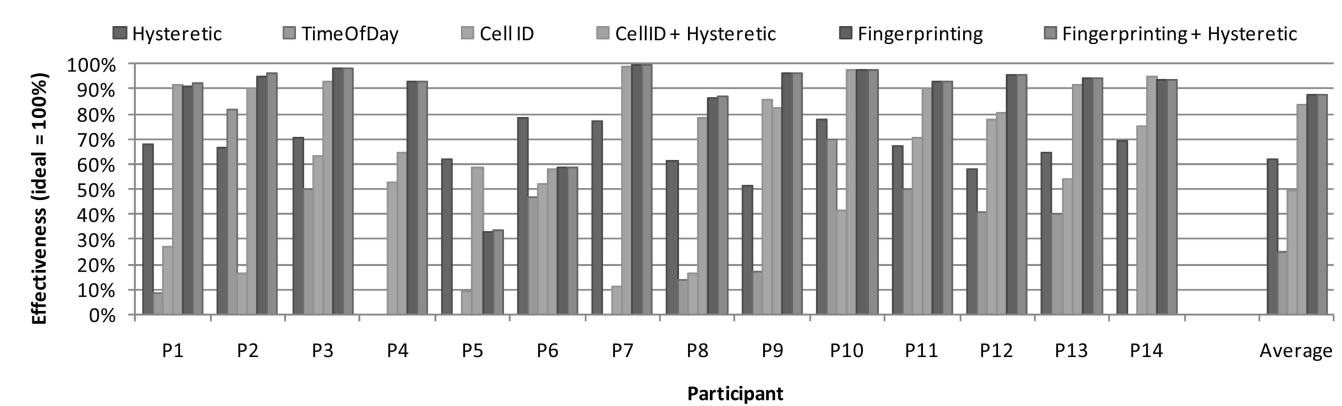 Hysteretic TimeOfDay Cell ID CellID + Hysteretic Fingerprinting Fingerprinting + Hysteretic
Effectiveness (ideal = 100%)
100%
90%
80%
70%
60%
50%
40%
30%
20%
10%
0%
P1 P2 P3 P4 P5 P6 P7 P8 P9 P10 P11 P12 P13 P14 Average
Participant